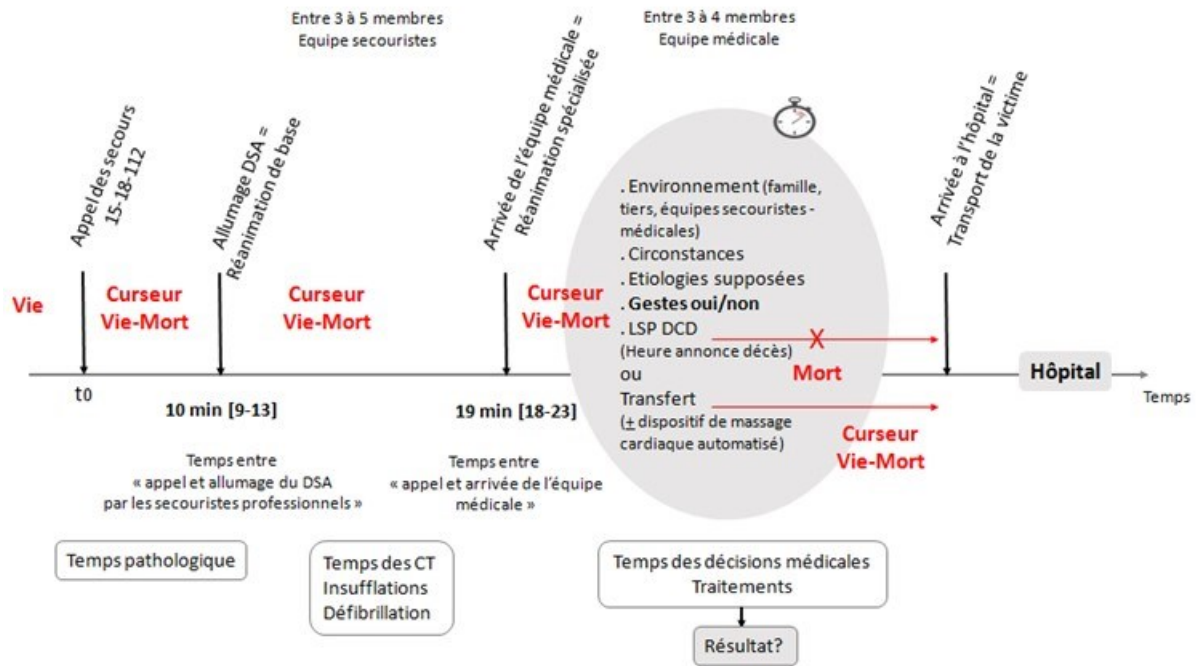 Entre 3 à 5 membres
Equipe secouristes
Entre 3 à 4 membres
Equipe médicale
Appel des secours
15-18-112
Allumage DSA =
Réanimation de base
Arrivée de l'équipe médicale =
Réanimation spécialisée
Arrivée à l'hôpital =
Transport de la victime
Vie
Curseur
Vie-Mort
Curseur
Vie-Mort
Curseur
Vie-Mort
. Environnement (famille,
tiers, équipes secouristes -
médicales)
. Circonstances
. Etiologies supposées
. Gestes oui/non
. LSP DCD
(Heure annonce décès)
ou
Transfert
(± dispositif de massage
cardiaque automatisé)
X
Mort
Curseur
Vie-Mort
Hôpital
Temps
t0
10 min [9-13]
19 min [18-23]
Temps entre
« appel et allumage du DSA
par les secouristes professionnels »
Temps entre
« appel et arrivée de l'équipe
médicale »
Temps pathologique
Temps des CT
Insufflations
Défibrillation
Temps des décisions médicales
Traitements
Résultat?